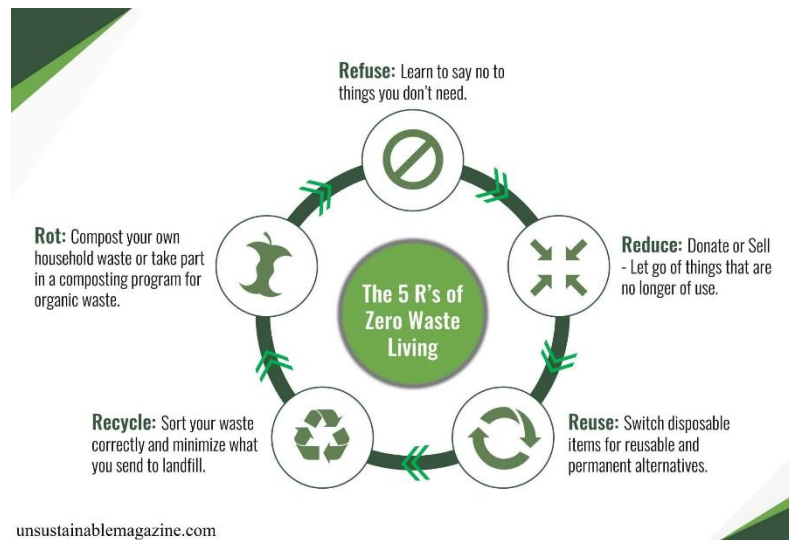 Refuse: Learn to say no to
things you don’t need.
Reduce: Donate or Sell
- Let go of things that are
no longer of use.
Reuse: Switch disposable
items for reusable and
permanent alternatives.
Recycle: Sort your waste
correctly and minimize what
you send to landfill.
Rot: Compost your own
household waste or take part
in a composting program for
organic waste.
The 5 R’s of
Zero Waste
Living
unsustainablemagazine.com